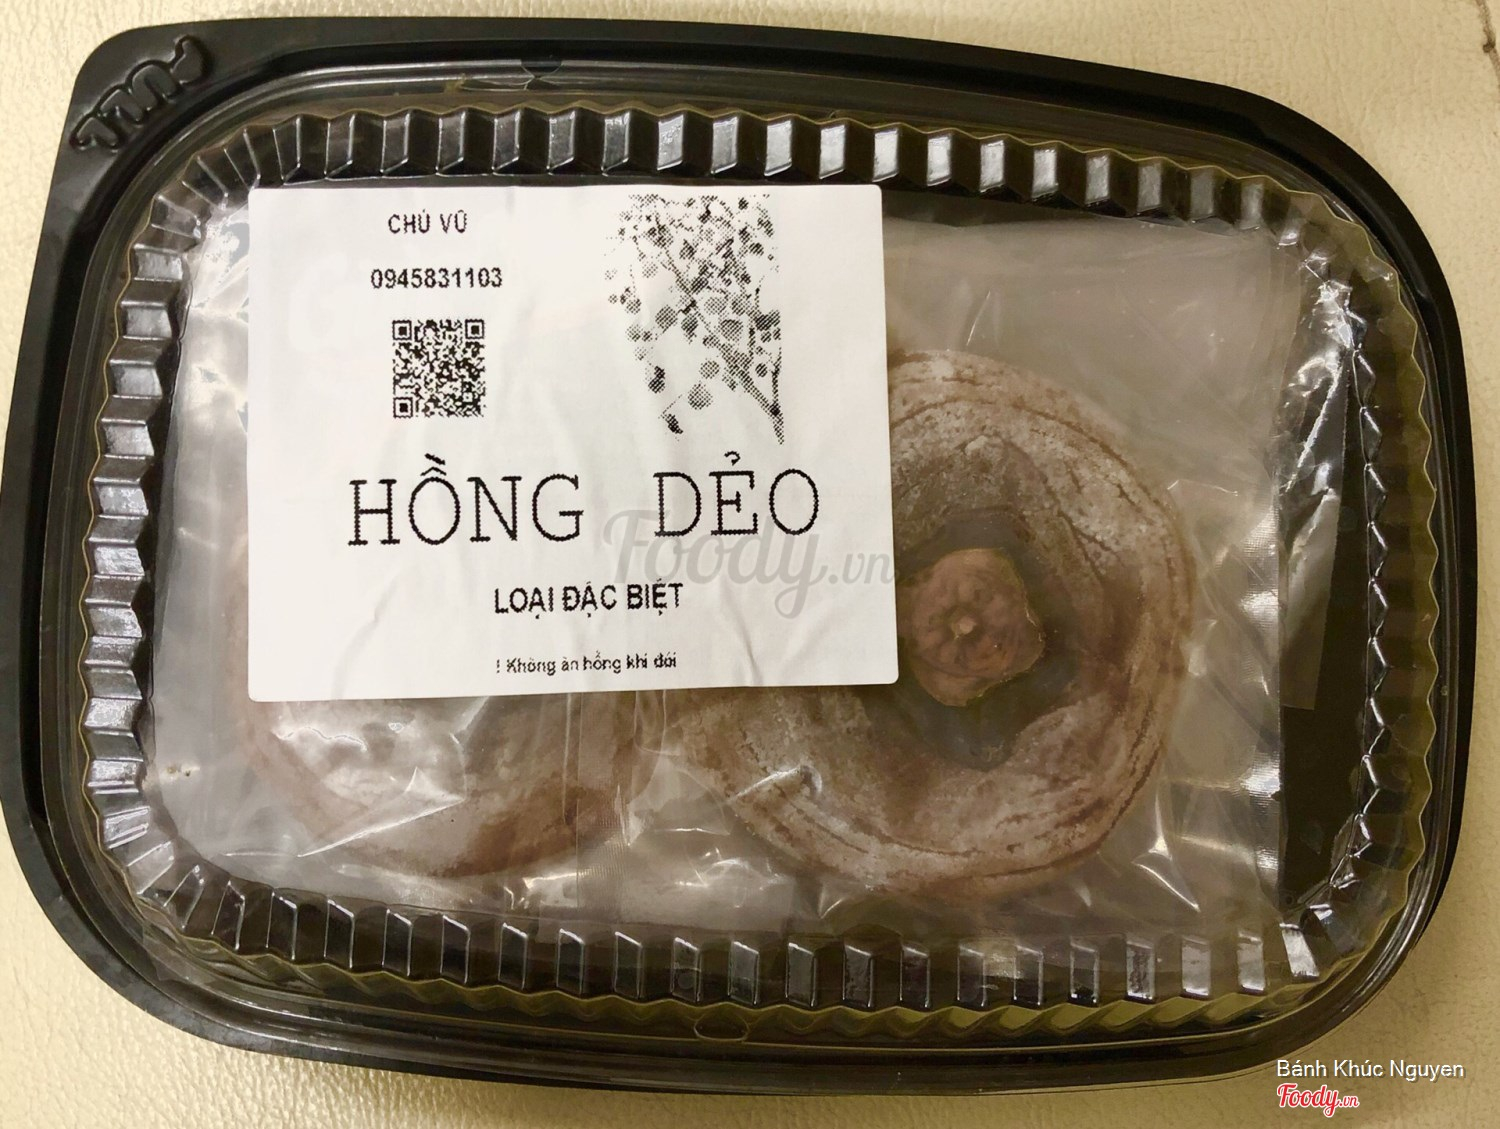 CHÚ VŨ
0945831103
HỒNG DẺO
LOẠI ĐẶC BIỆT
! Không ăn hồng khi đói
Foody.vn
Bánh Khúc Nguyen
Foody.vn